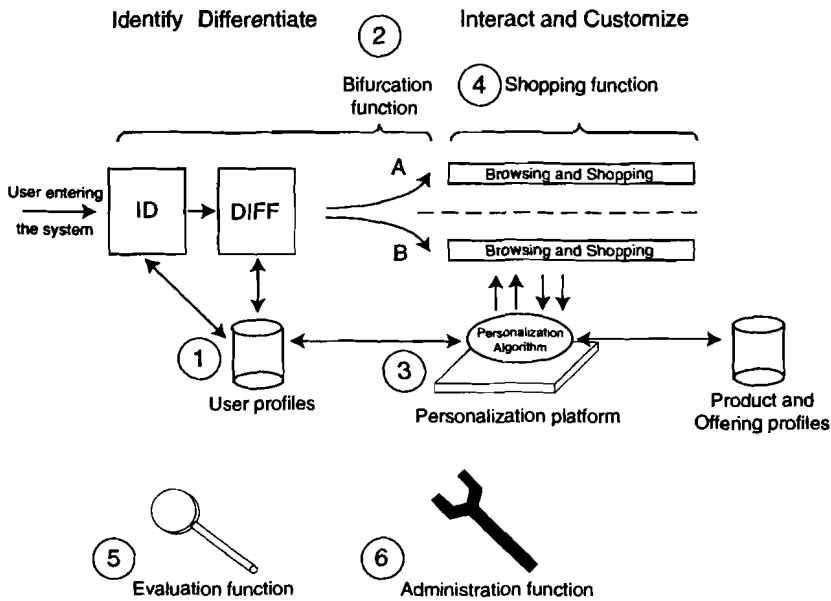 Identify Differentiate
Interact and Customize
2
Bifurcation
function
4
Shopping function
User entering
the system
ID
DIFF
A
B
Browsing and Shopping
Browsing and Shopping
1
User profiles
3
Personalization
Algorithm
Personalization platform
Product and
Offering profiles
5
Evaluation function
6
Administration function